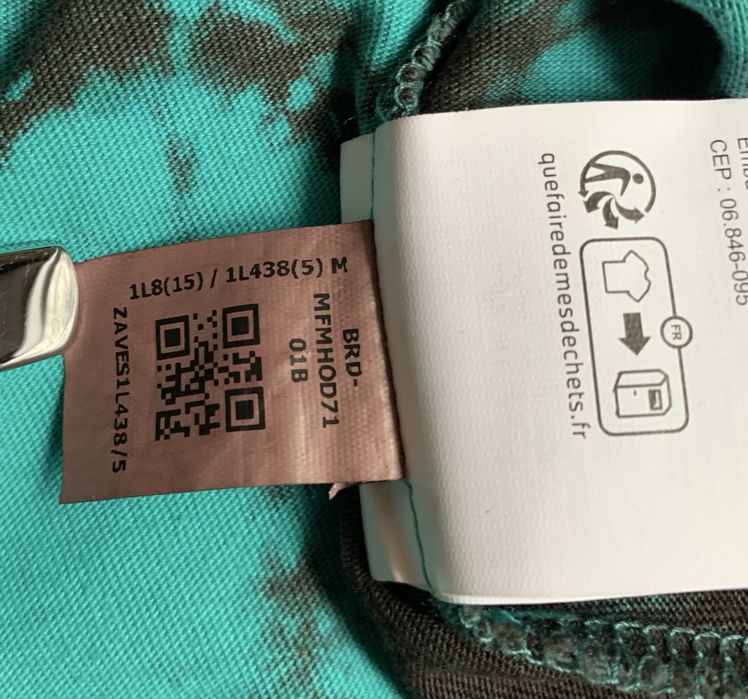 1L8(15) / 1L438(5) M
BRD-
MFMHOD71
01B
ZAVES1L438/5
quefairedemesdechets.fr
FR
CEP : 06.846-095